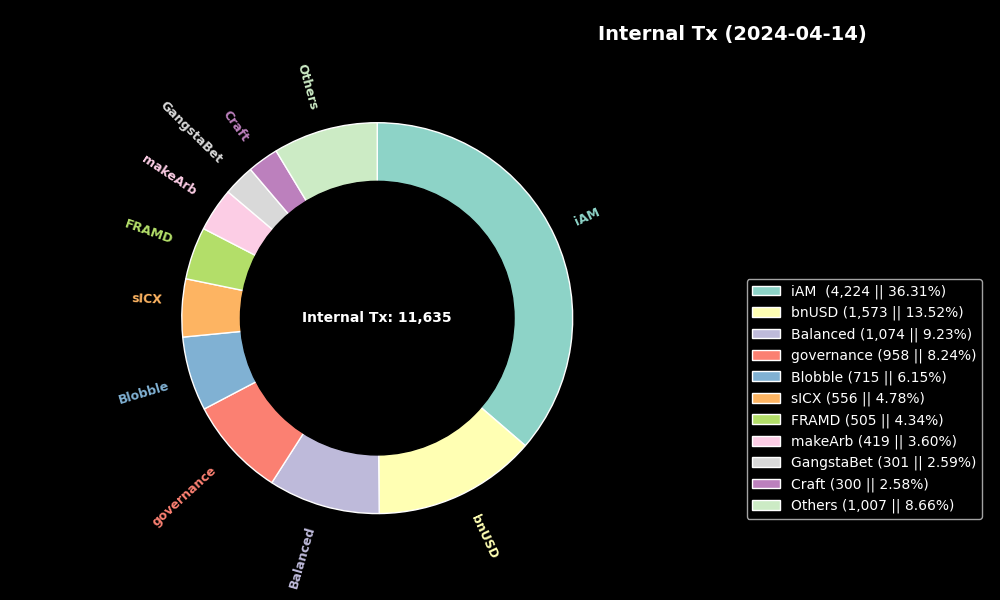 Internal Tx (2024-04-14)
Others
Craft
GangstaBet
makeArb
FRAMD
sICX
Blobble
governance
Balanced
bnUSD
iAM
Internal Tx: 11,635
iAM  (4,224 || 36.31%)
bnUSD (1,573 || 13.52%)
Balanced (1,074 || 9.23%)
governance (958 || 8.24%)
Blobble (715 || 6.15%)
sICX (556 || 4.78%)
FRAMD (505 || 4.34%)
makeArb (419 || 3.60%)
GangstaBet (301 || 2.59%)
Craft (300 || 2.58%)
Others (1,007 || 8.66%)